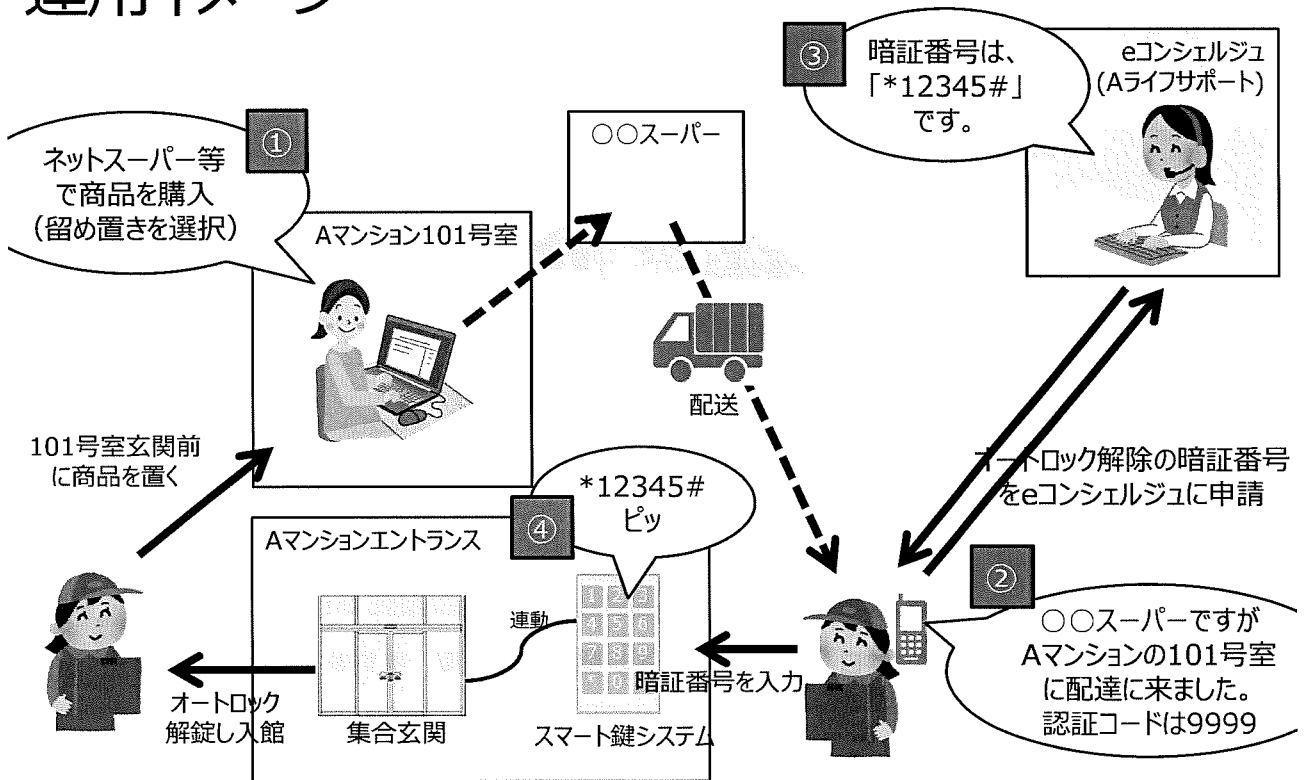 運用イメージ
①
ネットスーパー等
で商品を購入
(留め置きを選択)
Aマンション101号室
○○スーパー
③
暗証番号は、
「*12345#」
です。
eコンシェルジュ
(Aライフサポート)
配送
オートロック解除の暗証番号
をeコンシェルジュに申請
②
○○スーパーですが
Aマンションの101号室
に配達に来ました。
認証コードは9999
④
*12345#
ピッ
Aマンションエントランス
連動
1 2 3
4 5 6
7 8 9
暗証番号を入力
スマート鍵システム
集合玄関
オートロック
解錠し入館
101号室玄関前
に商品を置く